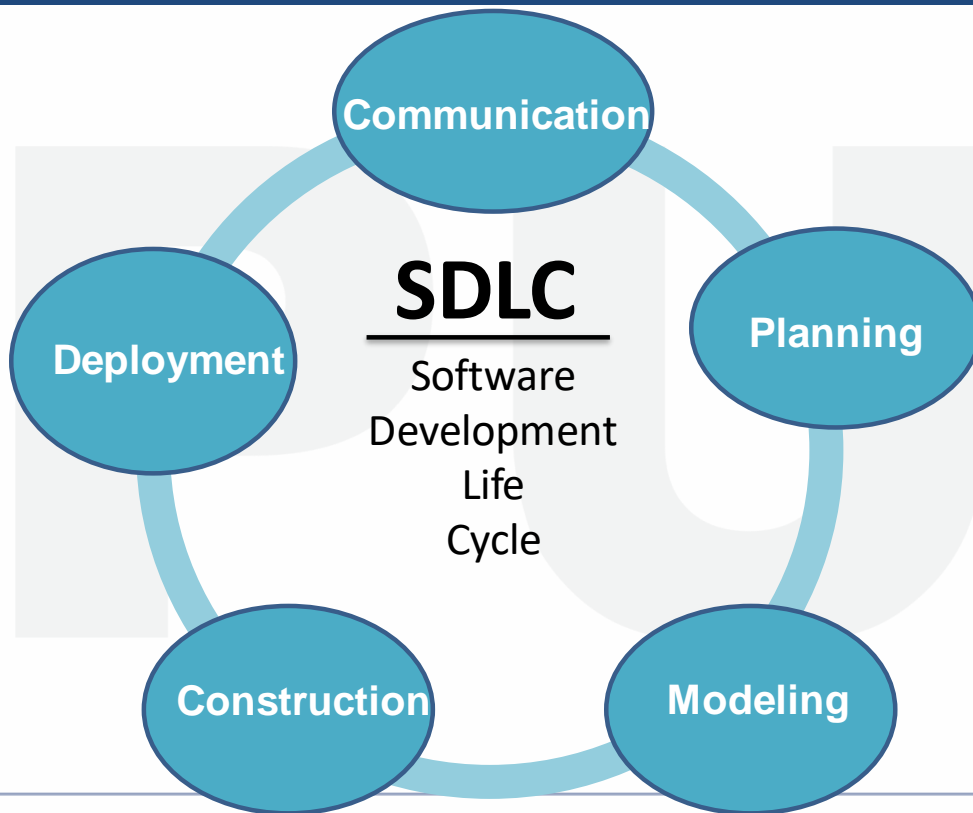 Communication
SDLC
Software
Development
Life
Cycle
Planning
Deployment
Modeling
Construction